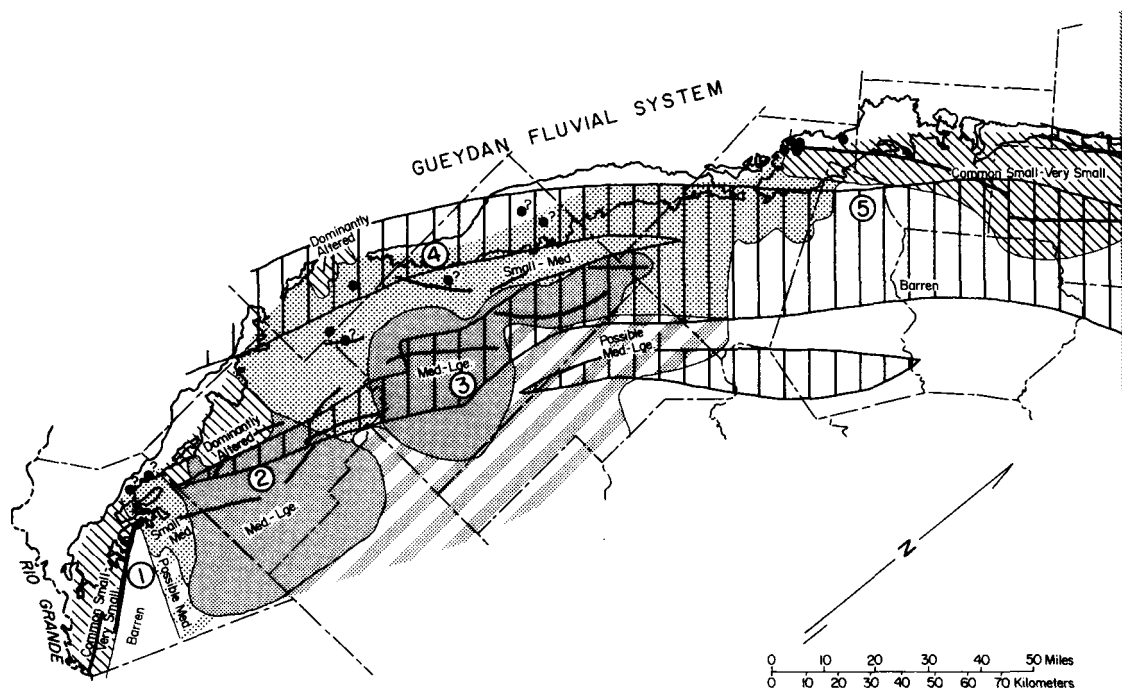 GUEYDAN FLUVIAL SYSTEM
Common Small-Very Small
5
?
?
Dominantly
Altered
4
?
Small-Med
Barren
?
Possible
Med-Lge
Med-Lge
3
Dominantly
Altered
?
?
2
Med-Lge
Small
Med
1
Possible Med
Common Small
Very Small
Barren
RIO GRANDE
N
0 10 20 30 40 50 Miles
0 10 20 30 40 50 60 70 Kilometers